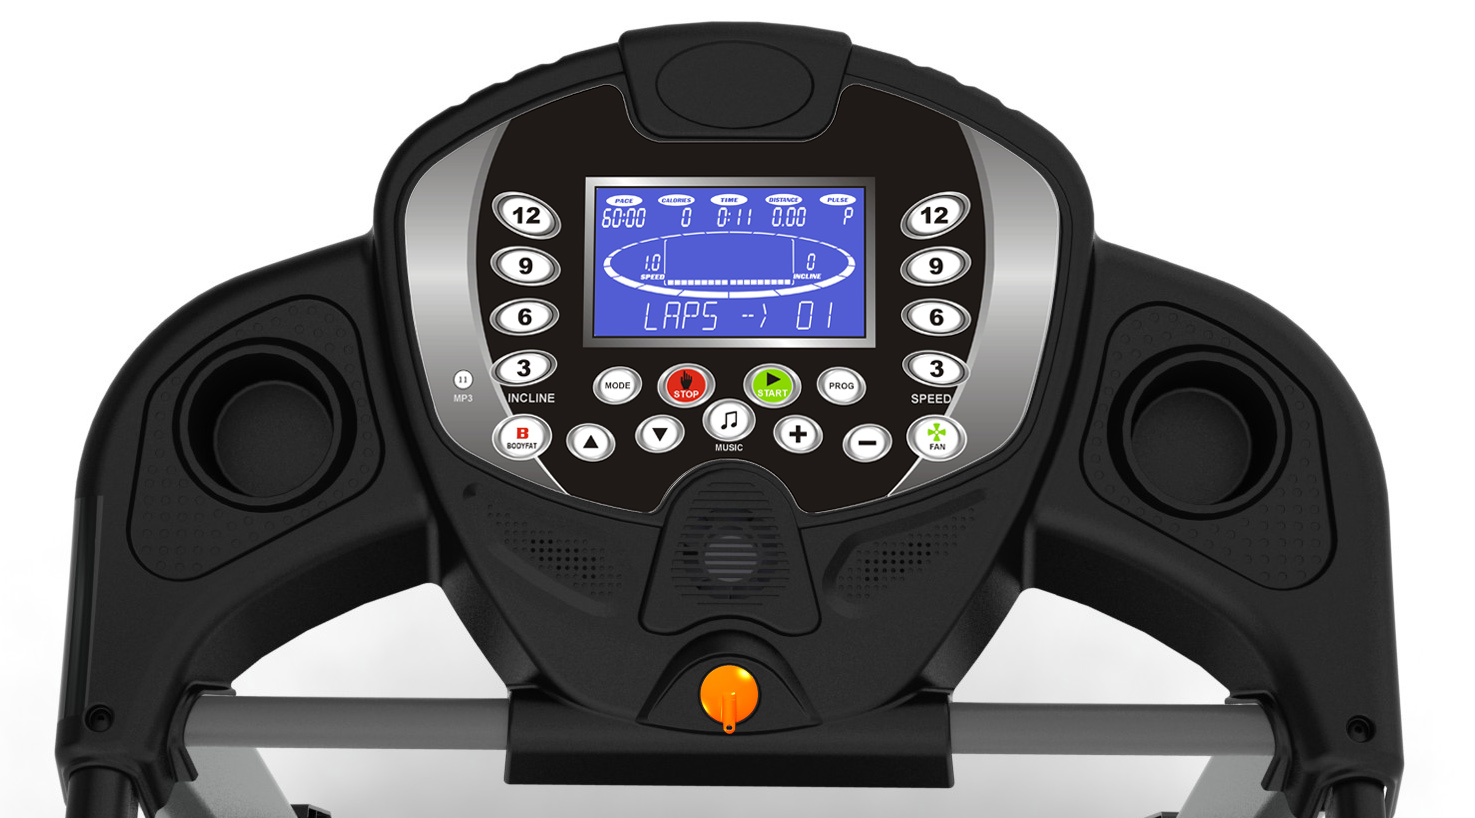 PACE CALORIES TIME DISTANCE PULSE
60:00 0 0:11 0.00 P
1.0 0
SPEED INCLINE
LAPS --> 01
12
9
6
3
INCLINE
12
9
6
3
SPEED
MP3
MODE
STOP
START
PROG
B
BODYFAT
▲
▼
MUSIC
+
−
FAN